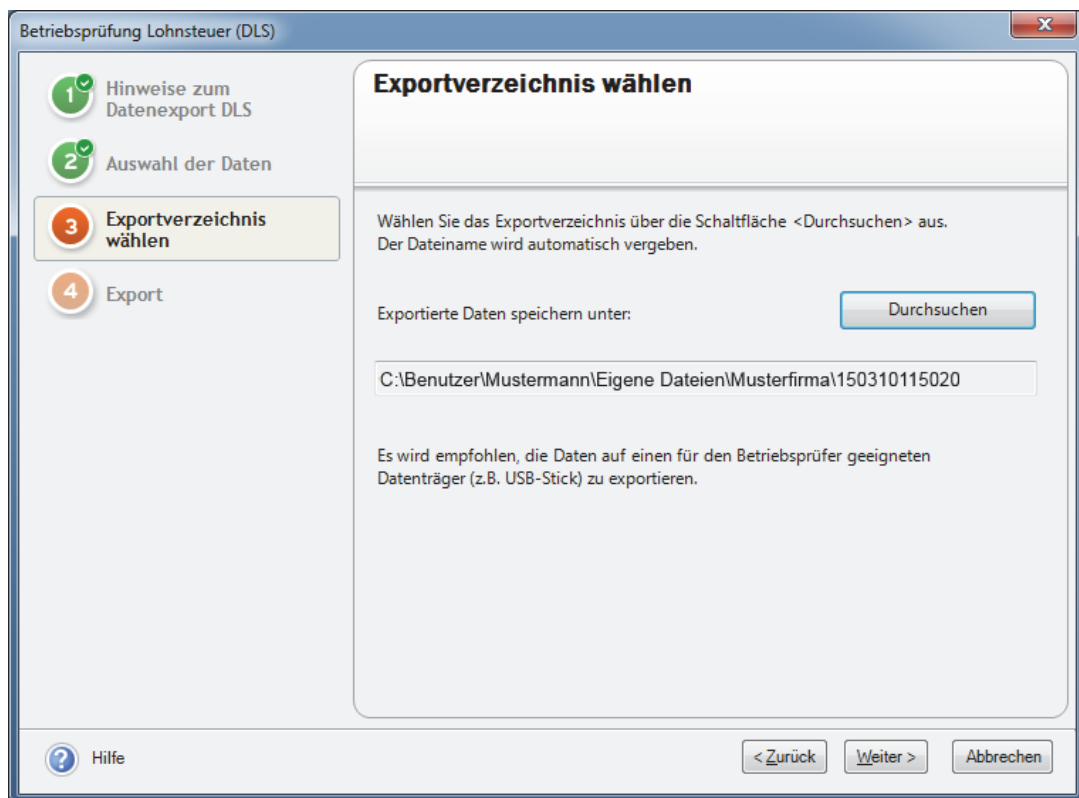 Betriebsprüfung Lohnsteuer (DLS)
x
1
Hinweise zum
Datenexport DLS
2
Auswahl der Daten
3
Exportverzeichnis
wählen
4
Export
Exportverzeichnis wählen
Wählen Sie das Exportverzeichnis über die Schaltfläche <Durchsuchen> aus.
Der Dateiname wird automatisch vergeben.
Exportierte Daten speichern unter:
Durchsuchen
C:\Benutzer\Mustermann\Eigene Dateien\Musterfirma\150310115020
Es wird empfohlen, die Daten auf einen für den Betriebsprüfer geeigneten
Datenträger (z.B. USB-Stick) zu exportieren.
? Hilfe
< Zurück
Weiter >
Abbrechen